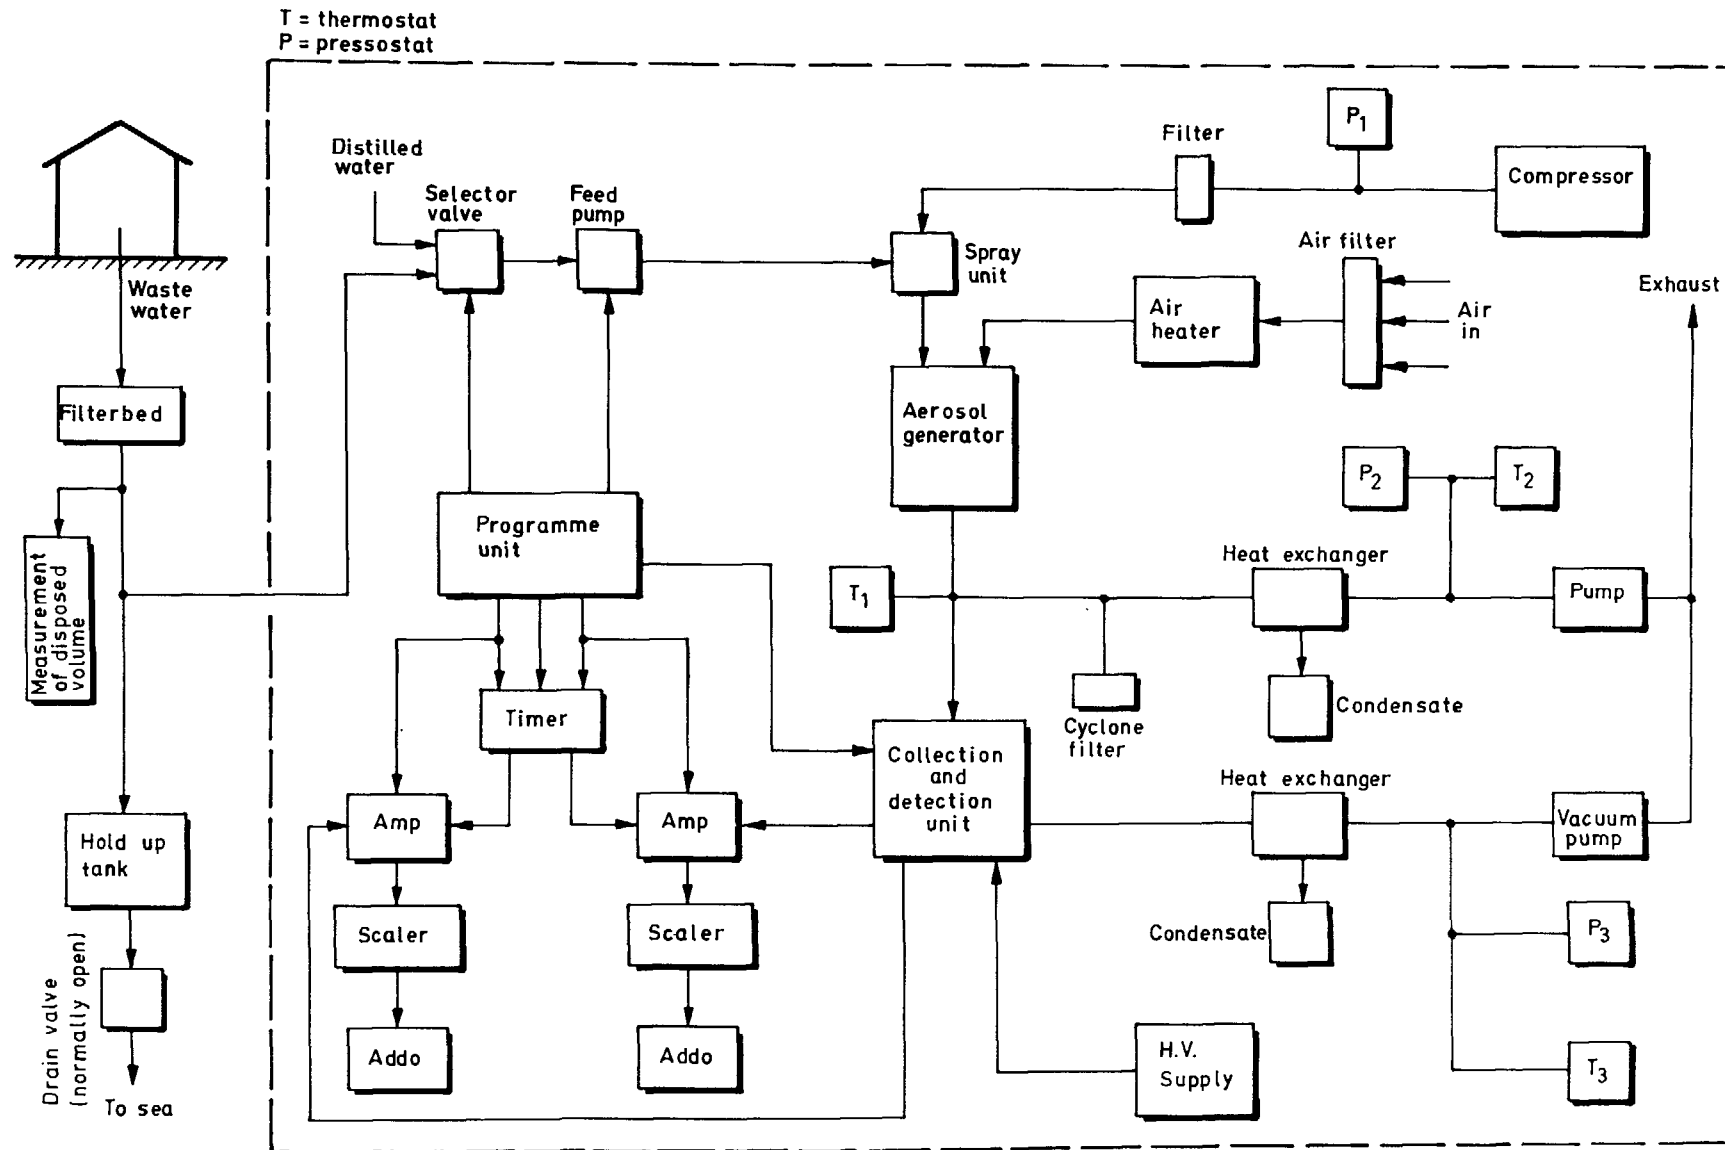 T = thermostat
P = pressostat
Distilled
water
Selector
valve
Feed
pump
Filter
P1
Compressor
Spray
unit
Air filter
Air
in
Air
heater
Exhaust
Waste
water
Filterbed
Measurement
of disposed
volume
Aerosol
generator
P2
T2
Programme
unit
T1
Heat exchanger
Pump
Condensate
Cyclone
filter
Timer
Collection
and
detection
unit
Heat exchanger
Vacuum
pump
Condensate
P3
T3
Amp
Amp
Scaler
Scaler
Addo
Addo
H.V.
Supply
Hold up
tank
Drain valve
(normally open)
To sea